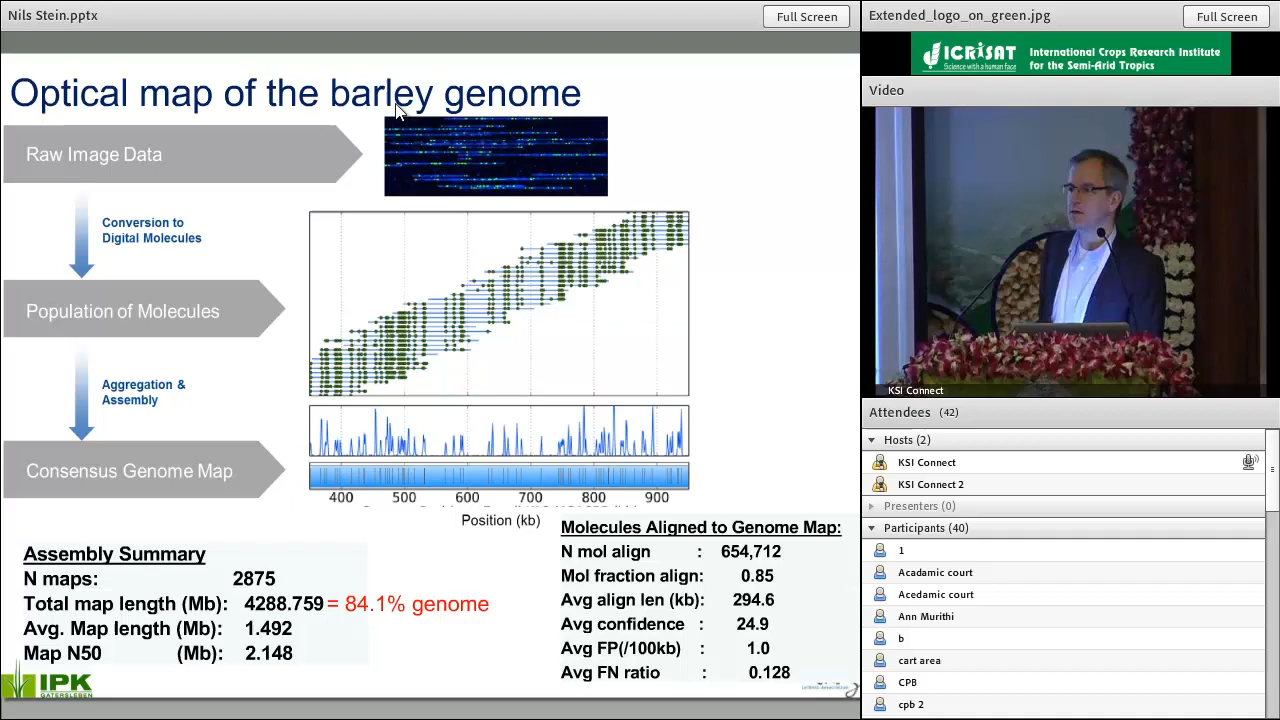 Nils Stein.pptx
Full Screen
Optical map of the barley genome
Raw Image Data
Conversion to
Digital Molecules
Population of Molecules
Aggregation &
Assembly
Consensus Genome Map
400 500 600 700 800 900
Position (kb)
Assembly Summary
N maps: 2875
Total map length (Mb): 4288.759 = 84.1% genome
Avg. Map length (Mb): 1.492
Map N50 (Mb): 2.148
Molecules Aligned to Genome Map:
N mol align : 654,712
Mol fraction align: 0.85
Avg align len (kb): 294.6
Avg confidence : 24.9
Avg FP(/100kb) : 1.0
Avg FN ratio : 0.128
IPK
GATERSLEBEN
Extended_logo_on_green.jpg
Full Screen
ICRISAT
Science with a human face
International Crops Research Institute
for the Semi-Arid Tropics
Video
KSI Connect
Attendees (42)
Hosts (2)
KSI Connect
KSI Connect 2
Presenters (0)
Participants (40)
1
Acadamic court
Acedamic court
Ann Murithi
b
cart area
CPB
cpb 2